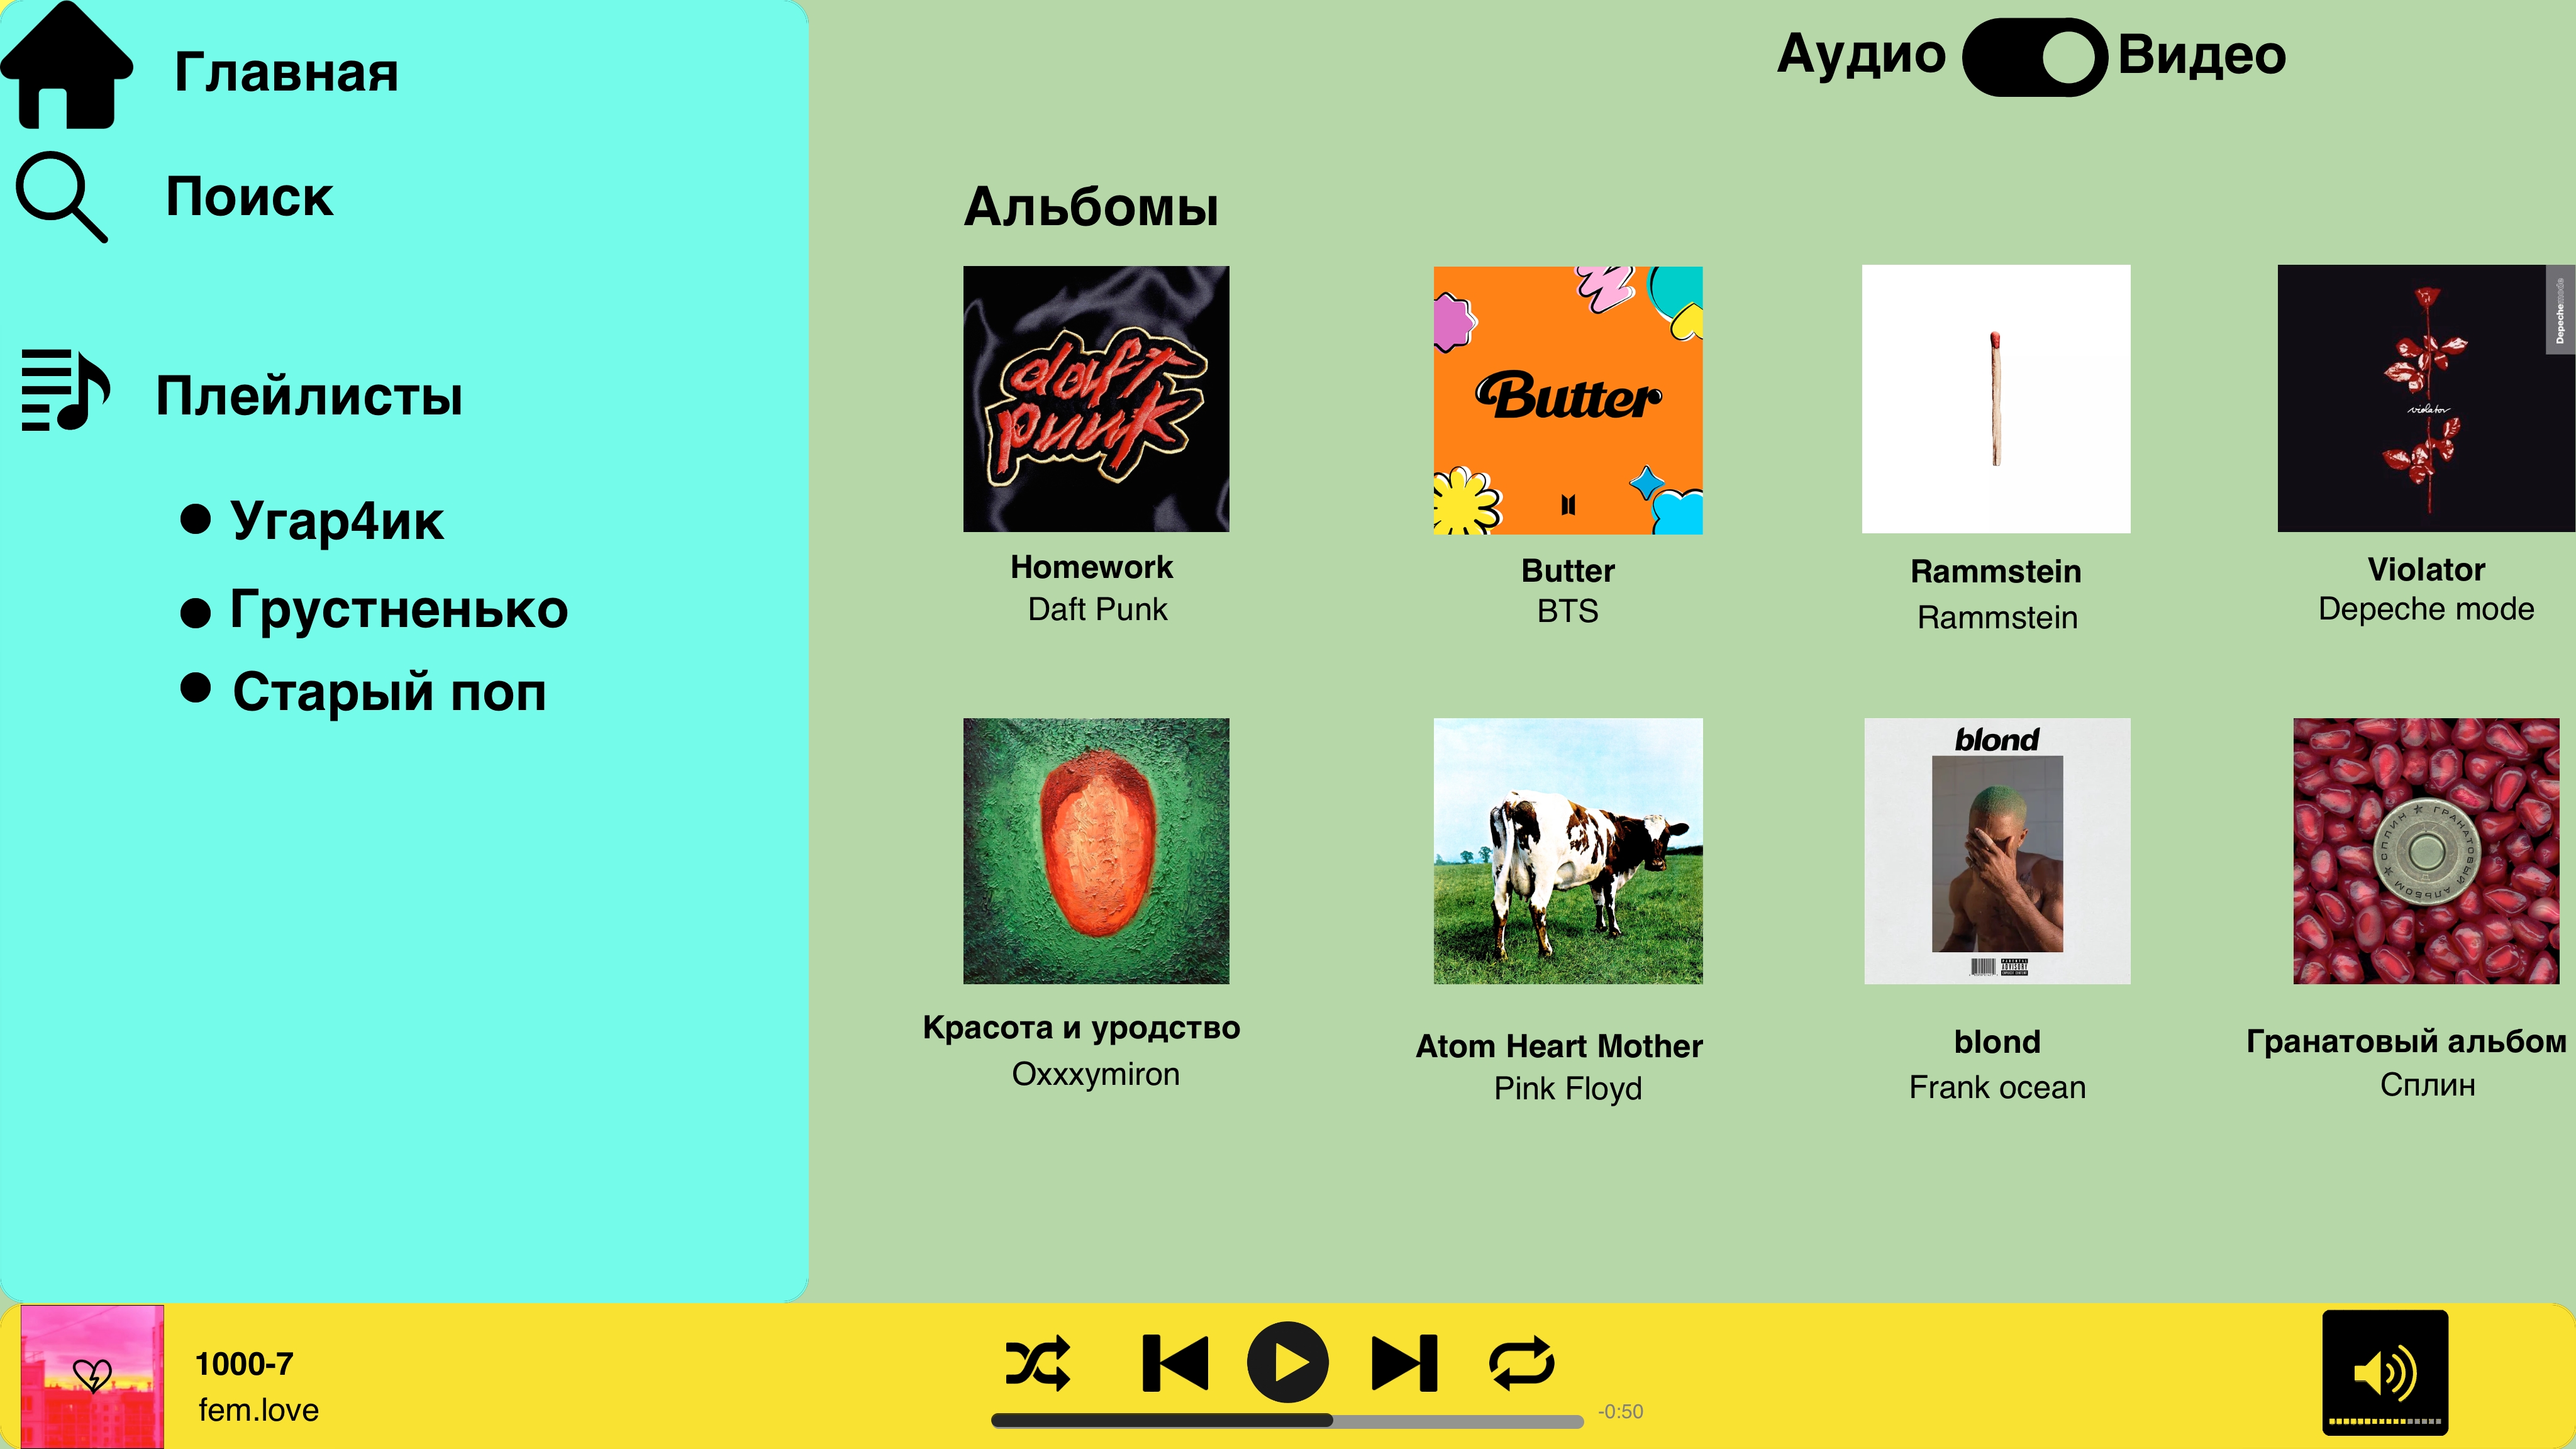 Главная
Аудио
Видео
Поиск
Альбомы
Плейлисты
Угар4ик
Грустненько
Старый поп
daft
punk
Butter
violator
Depeche mode
Homework
Daft Punk
Butter
BTS
Rammstein
Rammstein
Violator
Depeche mode
blond
СПЛИН * ГРАНАТОВЫЙ АЛЬБОМ *
Красота и уродство
Oxxxymiron
Atom Heart Mother
Pink Floyd
blond
Frank ocean
Гранатовый альбом
Сплин
1000-7
fem.love
-0:50